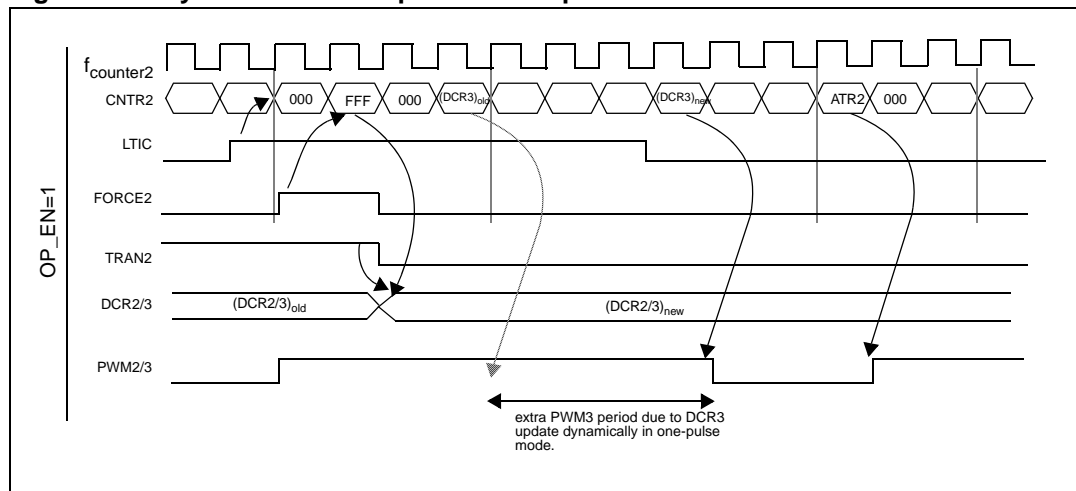 OP_EN=1
fcounter2
CNTR2
000
FFF
000
(DCR3)old
(DCR3)new
ATR2
000
LTIC
FORCE2
TRAN2
DCR2/3
(DCR2/3)old
(DCR2/3)new
PWM2/3
extra PWM3 period due to DCR3
update dynamically in one-pulse
mode.